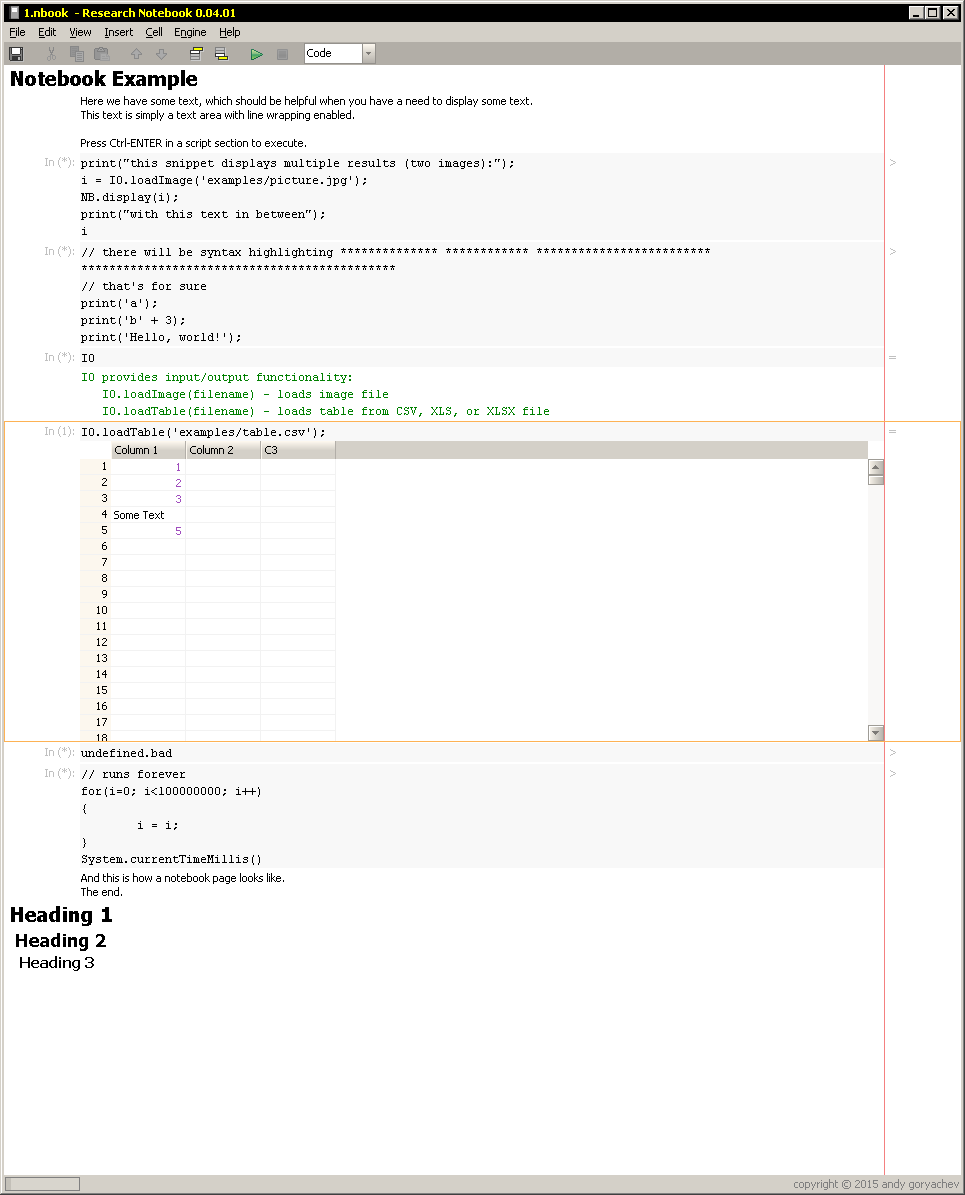 1.nbook - Research Notebook 0.04.01
File Edit View Insert Cell Engine Help
Code
Notebook Example
Here we have some text, which should be helpful when you have a need to display some text.
This text is simply a text area with line wrapping enabled.
Press Ctrl-ENTER in a script section to execute.
In (*): print("this snippet displays multiple results (two images):"); >
i = IO.loadImage('examples/picture.jpg');
NB.display(i);
print("with this text in between");
i
In (*): // there will be syntax highlighting ************** ************ ************************* >
*********************************************
// that's for sure
print('a');
print('b' + 3);
print('Hello, world!');
In (*): IO =
IO provides input/output functionality:
IO.loadImage(filename) - loads image file
IO.loadTable(filename) - loads table from CSV, XLS, or XLSX file
In (1): IO.loadTable('examples/table.csv'); =
Column 1 Column 2 C3
1 1
2 2
3 3
4 Some Text
5 5
6
7
8
9
10
11
12
13
14
15
16
17
18
In (*): undefined.bad >
In (*): // runs forever >
for(i=0; i<100000000; i++)
{
i = i;
}
System.currentTimeMillis()
And this is how a notebook page looks like.
The end.
Heading 1
Heading 2
Heading 3
copyright © 2015 andy goryachev